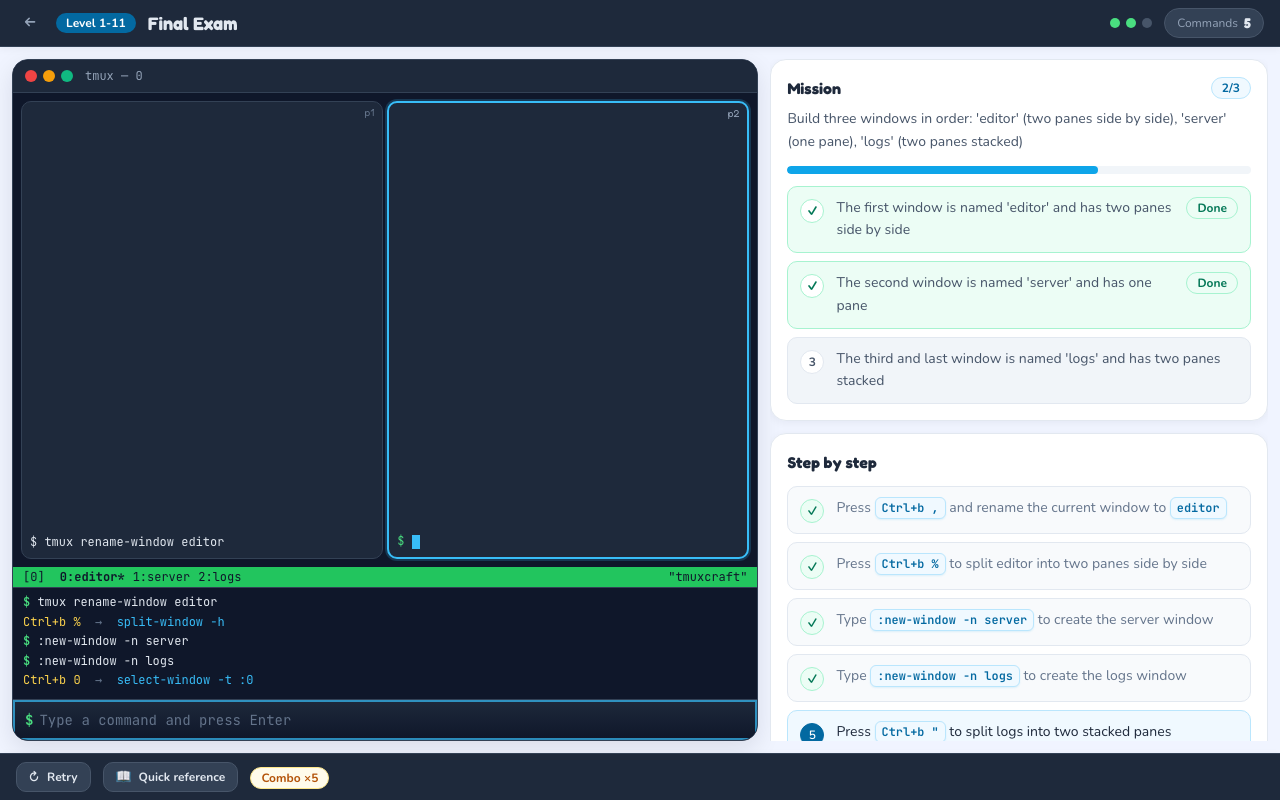 ← Level 1-11 Final Exam Commands 5
tmux — 0
p1
p2
$ tmux rename-window editor
$
[0] 0:editor* 1:server 2:logs "tmuxcraft"
$ tmux rename-window editor
Ctrl+b % → split-window -h
$ :new-window -n server
$ :new-window -n logs
Ctrl+b 0 → select-window -t :0
$ Type a command and press Enter
Mission 2/3
Build three windows in order: 'editor' (two panes side by side), 'server'
(one pane), 'logs' (two panes stacked)
✓ The first window is named 'editor' and has two panes Done
side by side
✓ The second window is named 'server' and has one Done
pane
3 The third and last window is named 'logs' and has two panes
stacked
Step by step
✓ Press Ctrl+b , and rename the current window to editor
✓ Press Ctrl+b % to split editor into two panes side by side
✓ Type :new-window -n server to create the server window
✓ Type :new-window -n logs to create the logs window
5 Press Ctrl+b " to split logs into two stacked panes
↻ Retry
Quick reference
Combo ×5